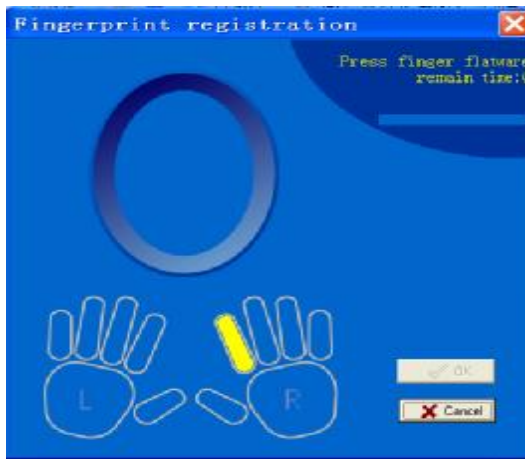 Fingerprint registration
Press finger flatware
remain time:
L
R
OK
Cancel